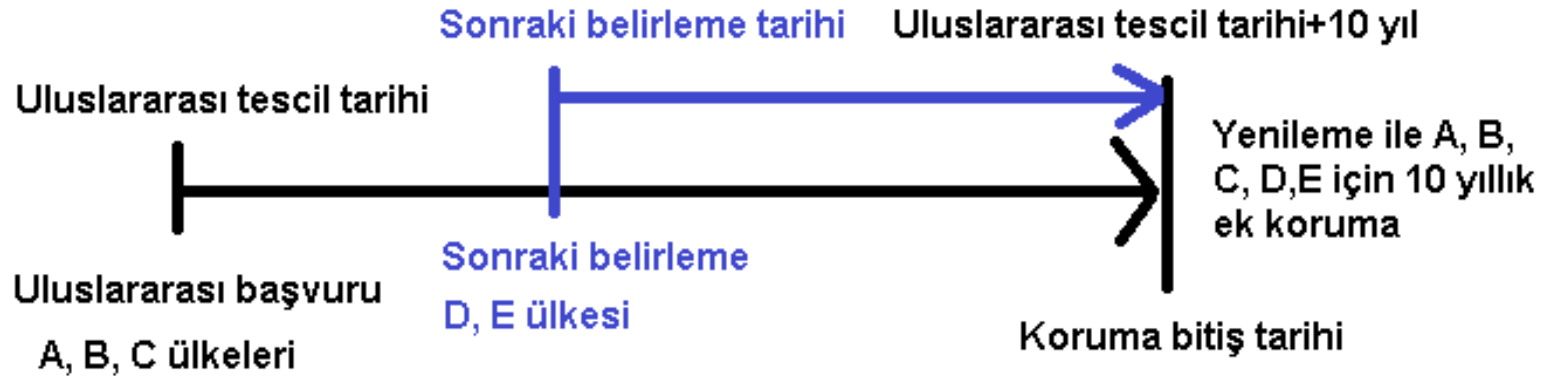 Sonraki belirleme tarihi
Uluslararası tescil tarihi+10 yıl
Uluslararası tescil tarihi
Yenileme ile A, B,
C, D,E için 10 yıllık
ek koruma
Sonraki belirleme
D, E ülkesi
Uluslararası başvuru
A, B, C ülkeleri
Koruma bitiş tarihi